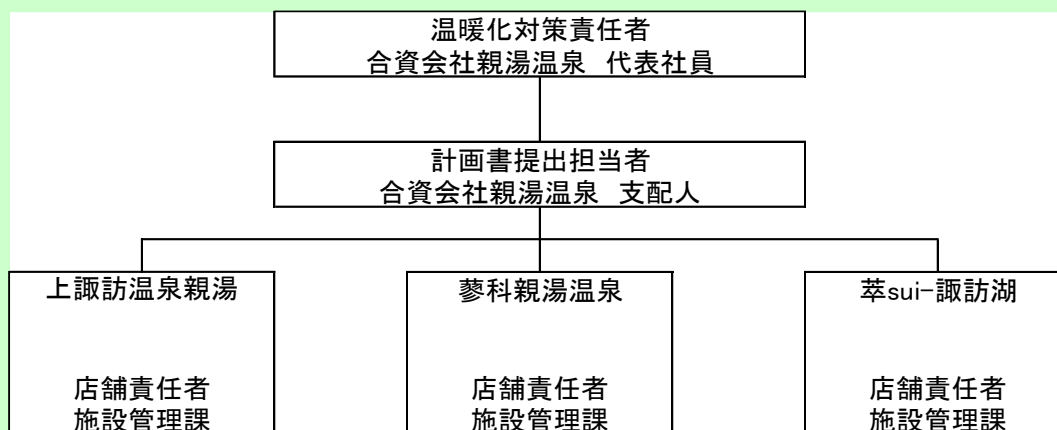 温暖化対策責任者
合資会社親湯温泉　代表社員
計画書提出担当者
合資会社親湯温泉　支配人
上諏訪温泉親湯
店舗責任者
施設管理課
蓼科親湯温泉
店舗責任者
施設管理課
萃sui-諏訪湖
店舗責任者
施設管理課